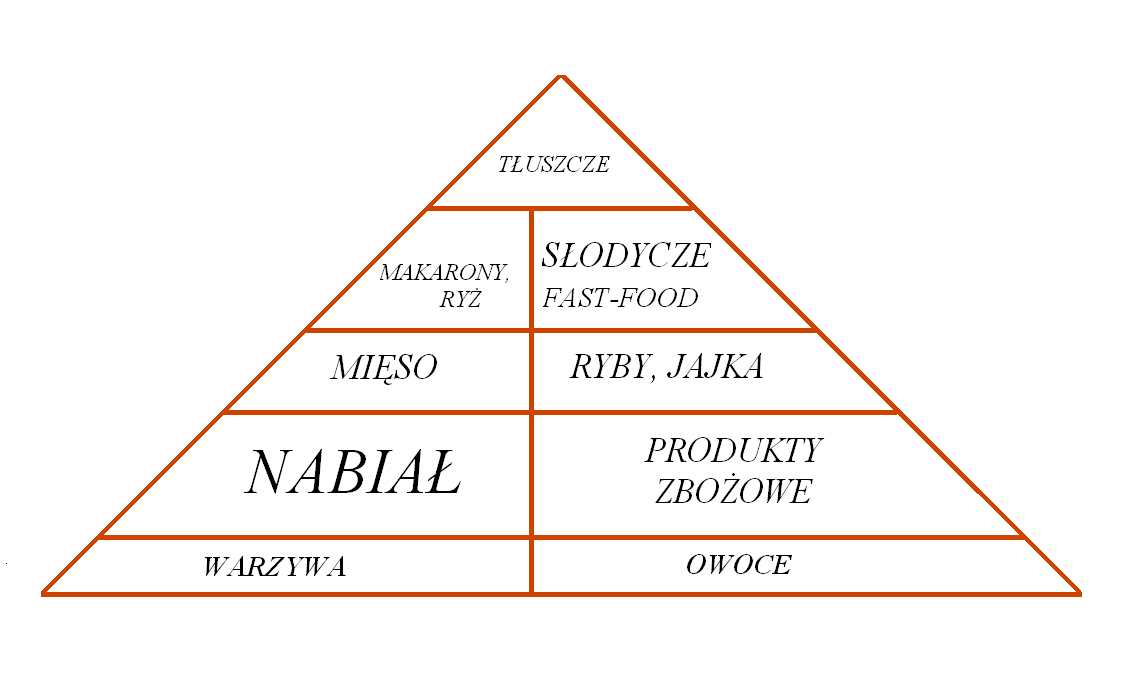 TŁUSZCZE
MAKARONY,
RYŻ
SŁODYCZE
FAST-FOOD
MIĘSO
RYBY, JAJKA
NABIAŁ
PRODUKTY
ZBOŻOWE
WARZYWA
OWOCE